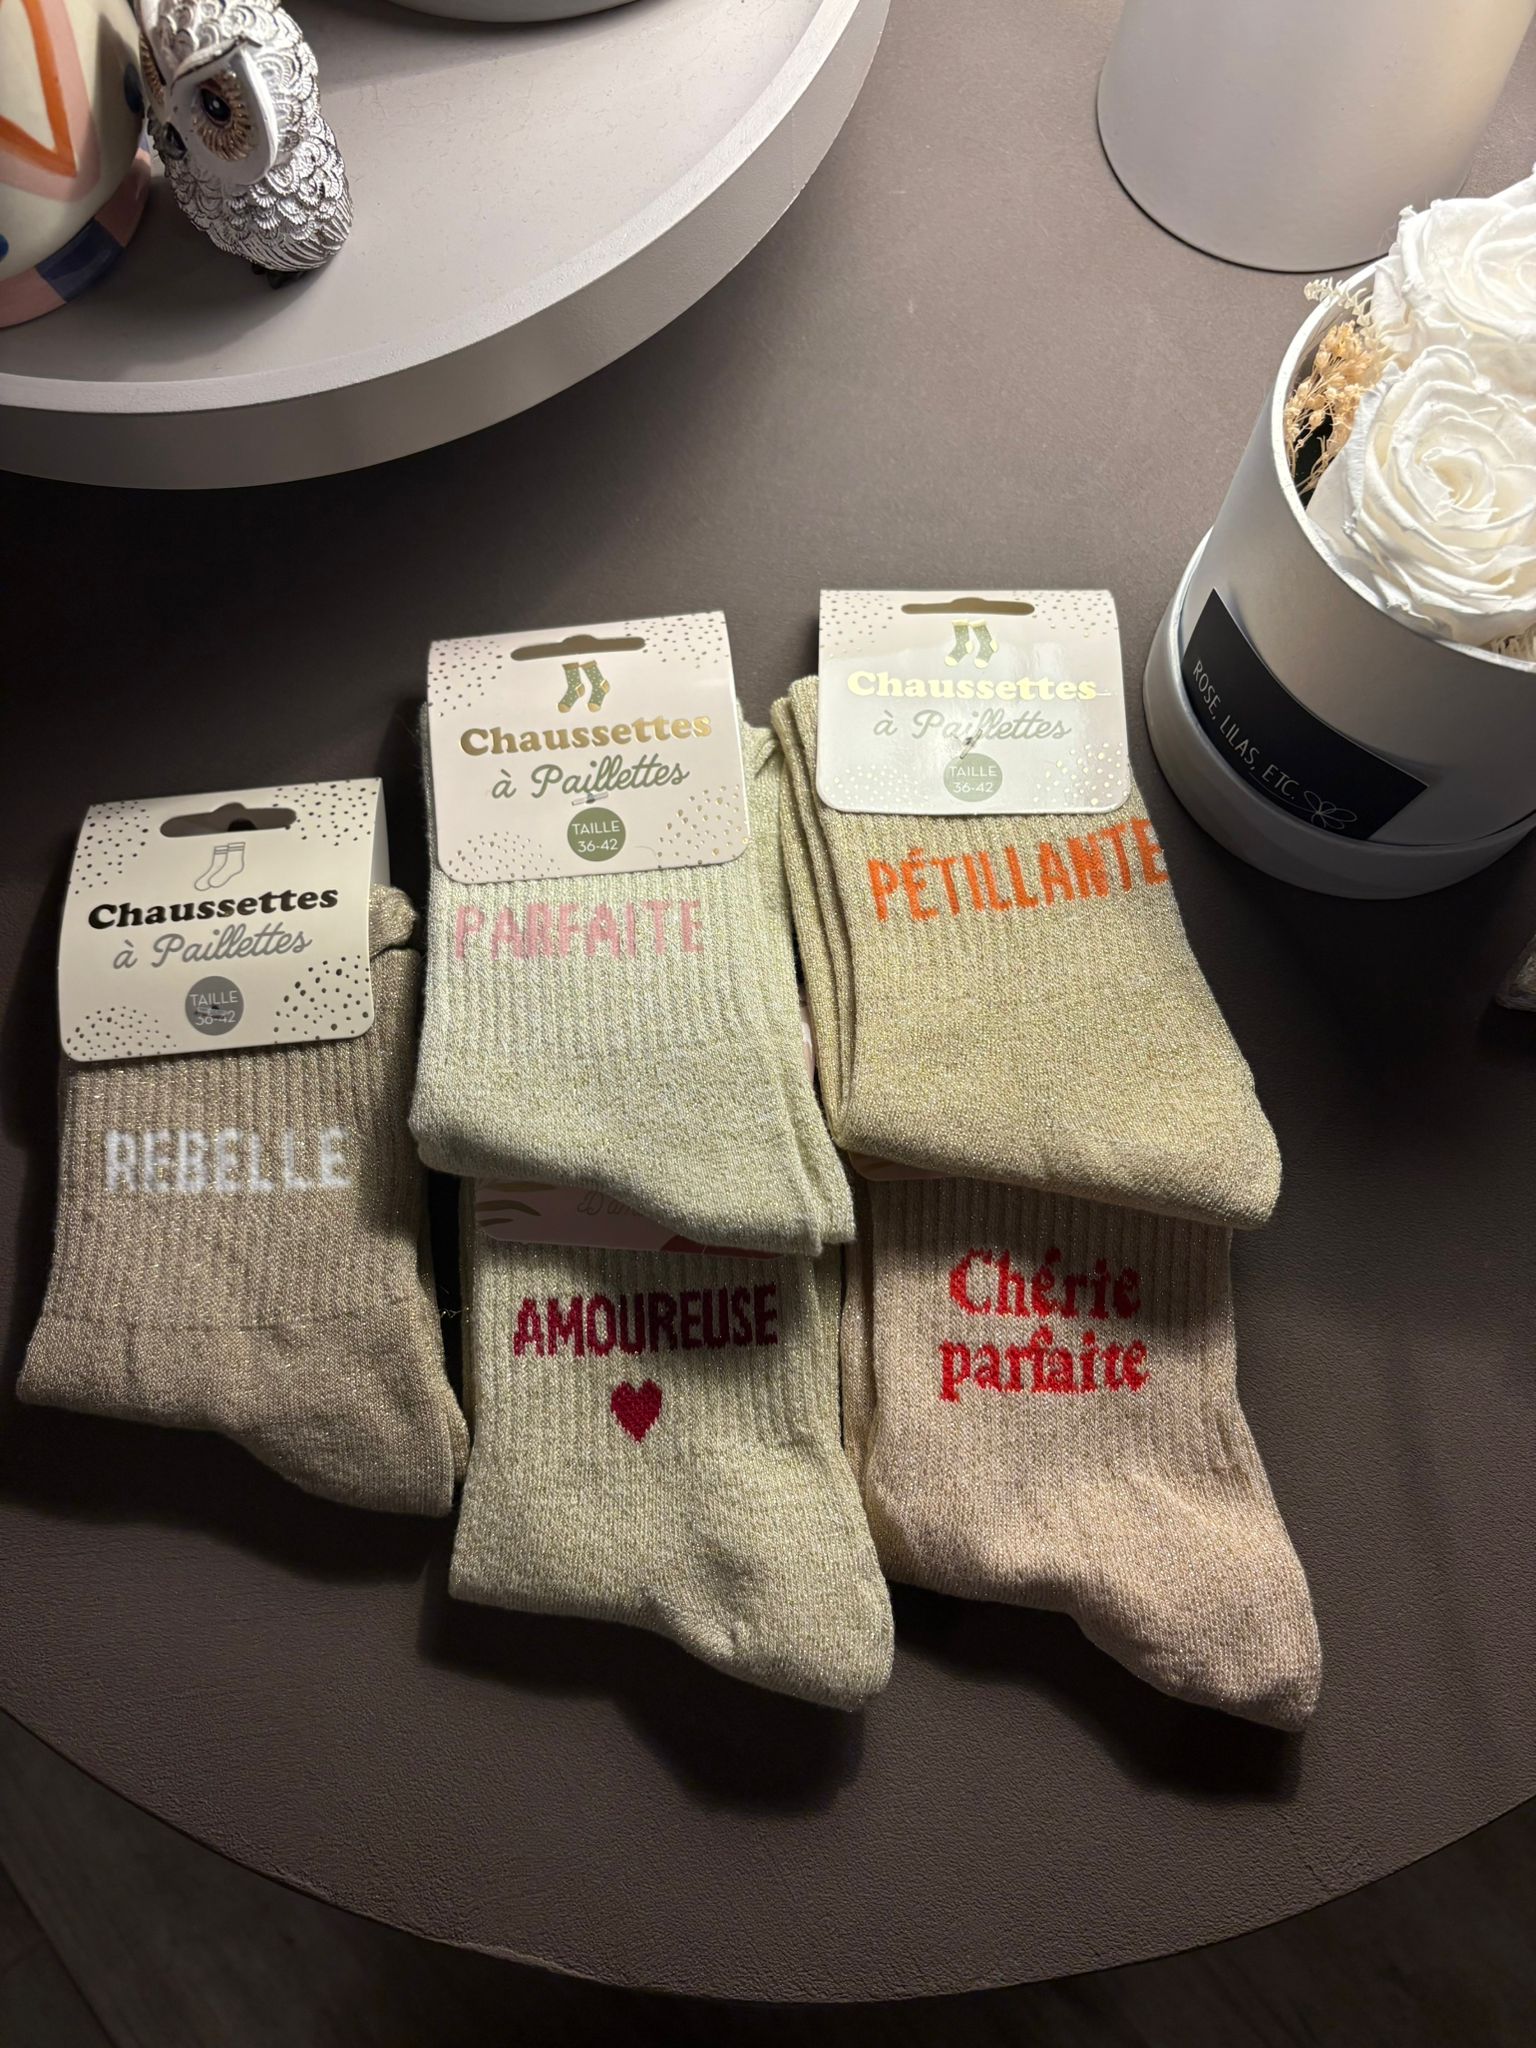 ROSE, LILAS, ETC.
Chaussettes
à Paillettes
TAILLE
36-42
PARFAITE
Chaussettes
à Paillettes
TAILLE
36-42
PÉTILLANTE
Chaussettes
à Paillettes
TAILLE
36-42
REBELLE
AMOUREUSE
Chérie
parfaite